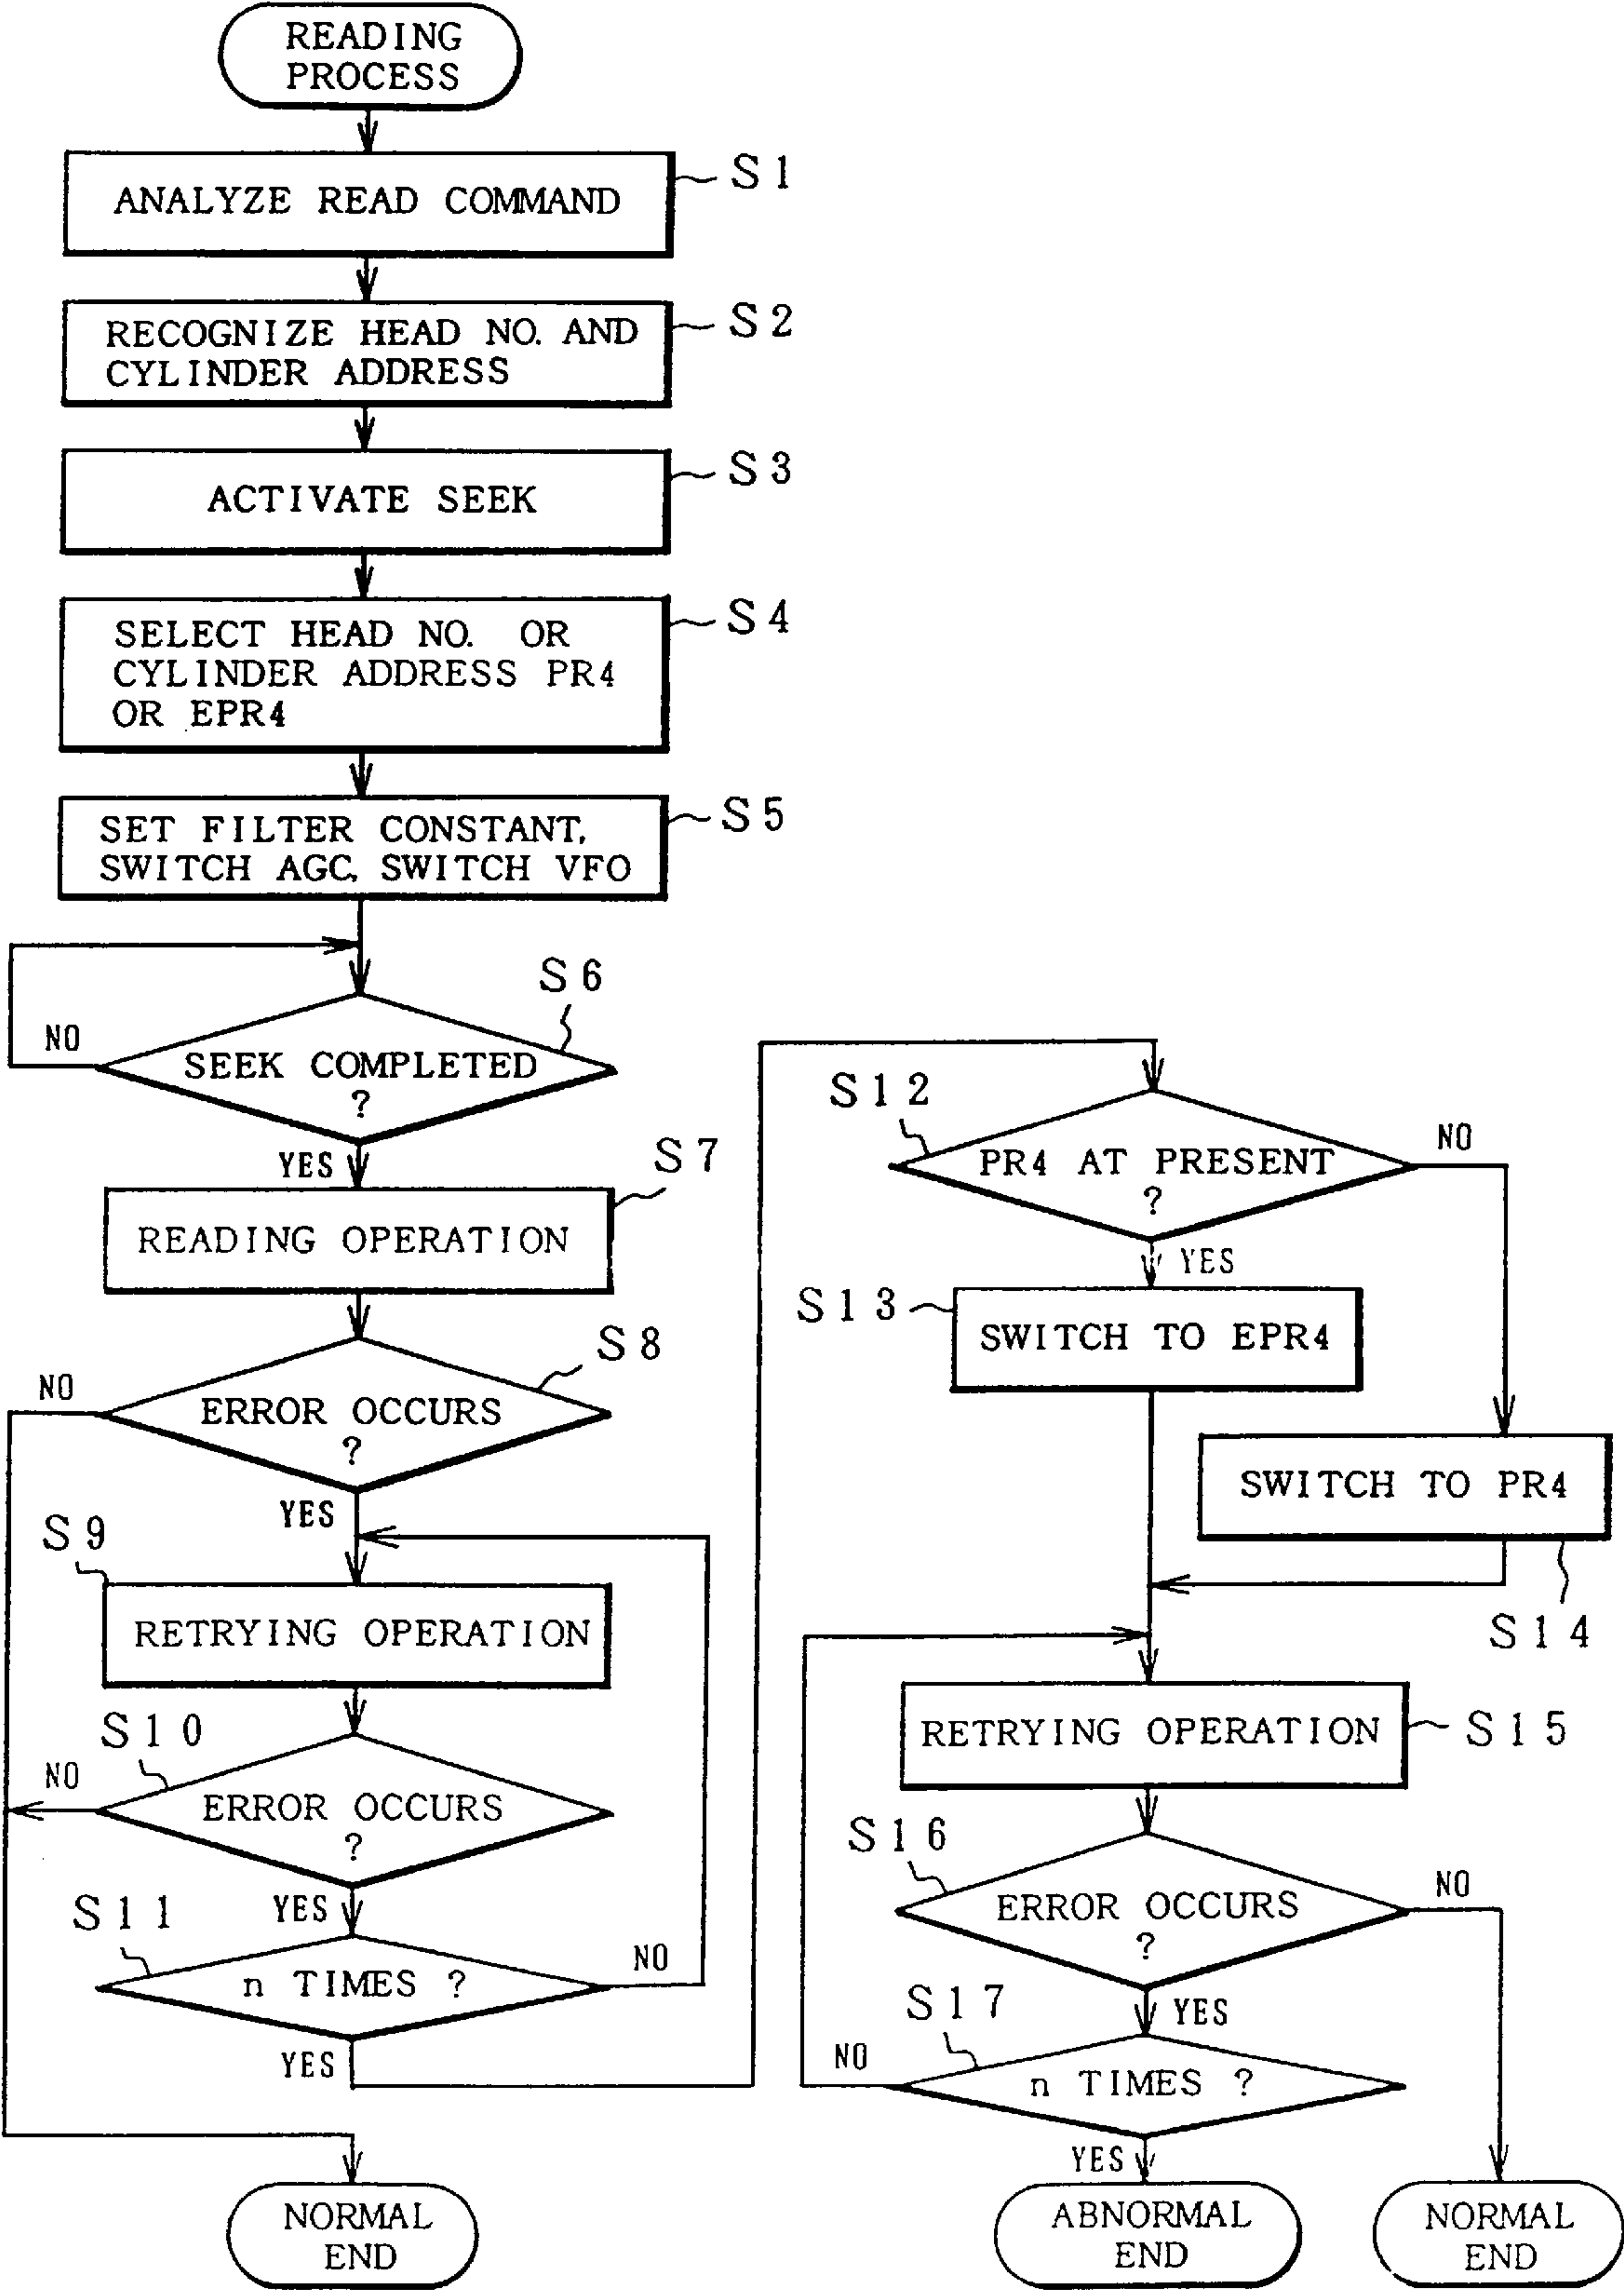 READING
PROCESS
ANALYZE READ COMMAND
S1
RECOGNIZE HEAD NO. AND
CYLINDER ADDRESS
S2
ACTIVATE SEEK
S3
SELECT HEAD NO. OR
CYLINDER ADDRESS PR4
OR EPR4
S4
SET FILTER CONSTANT,
SWITCH AGC, SWITCH VFO
S5
S6
NO
SEEK COMPLETED
?
YES
S7
READING OPERATION
S8
NO
ERROR OCCURS
?
YES
S9
RETRYING OPERATION
S10
NO
ERROR OCCURS
?
YES
S11
n TIMES ?
NO
YES
NORMAL
END
S12
PR4 AT PRESENT
?
NO
YES
S13
SWITCH TO EPR4
SWITCH TO PR4
S14
RETRYING OPERATION
S15
S16
ERROR OCCURS
?
NO
YES
S17
NO
n TIMES ?
YES
ABNORMAL
END
NORMAL
END